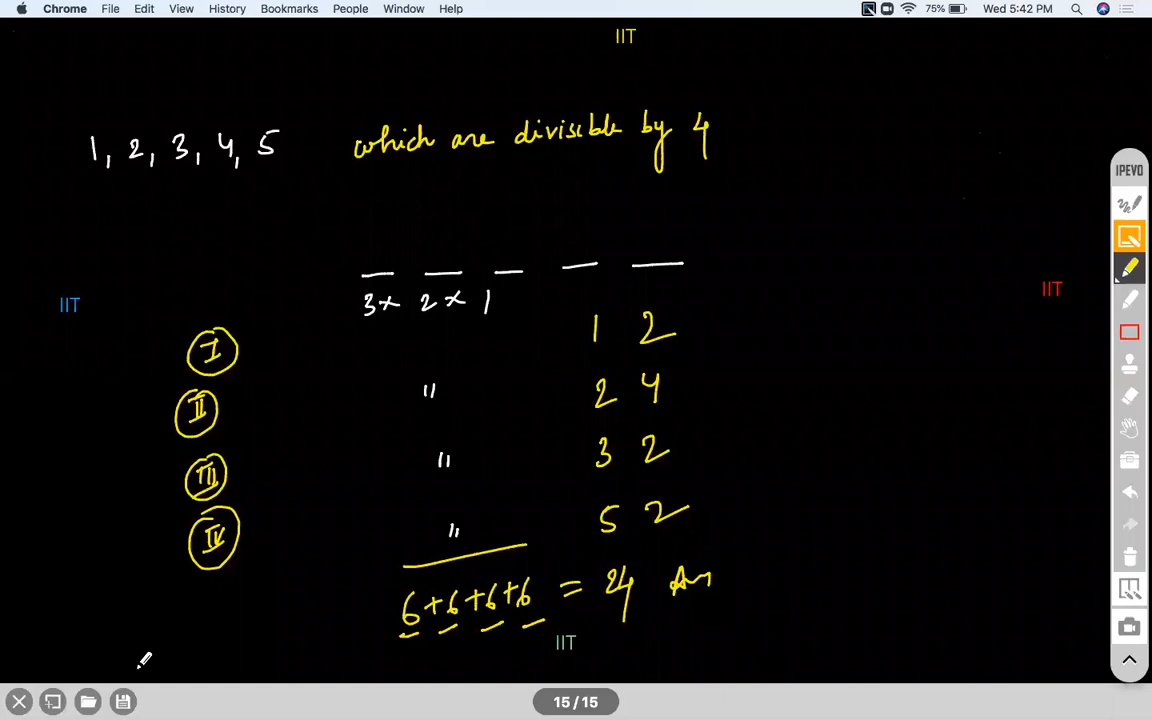 Chrome File Edit View History Bookmarks People Window Help 75% Wed 5:42 PM
IIT
1, 2, 3, 4, 5 which are divisible by 4
IPEVO
3× 2× 1
IIT
IIT
I 1 2
II " 2 4
III " 3 2
IV " 5 2
6+6+6+6 = 24 Ans
IIT
15/15